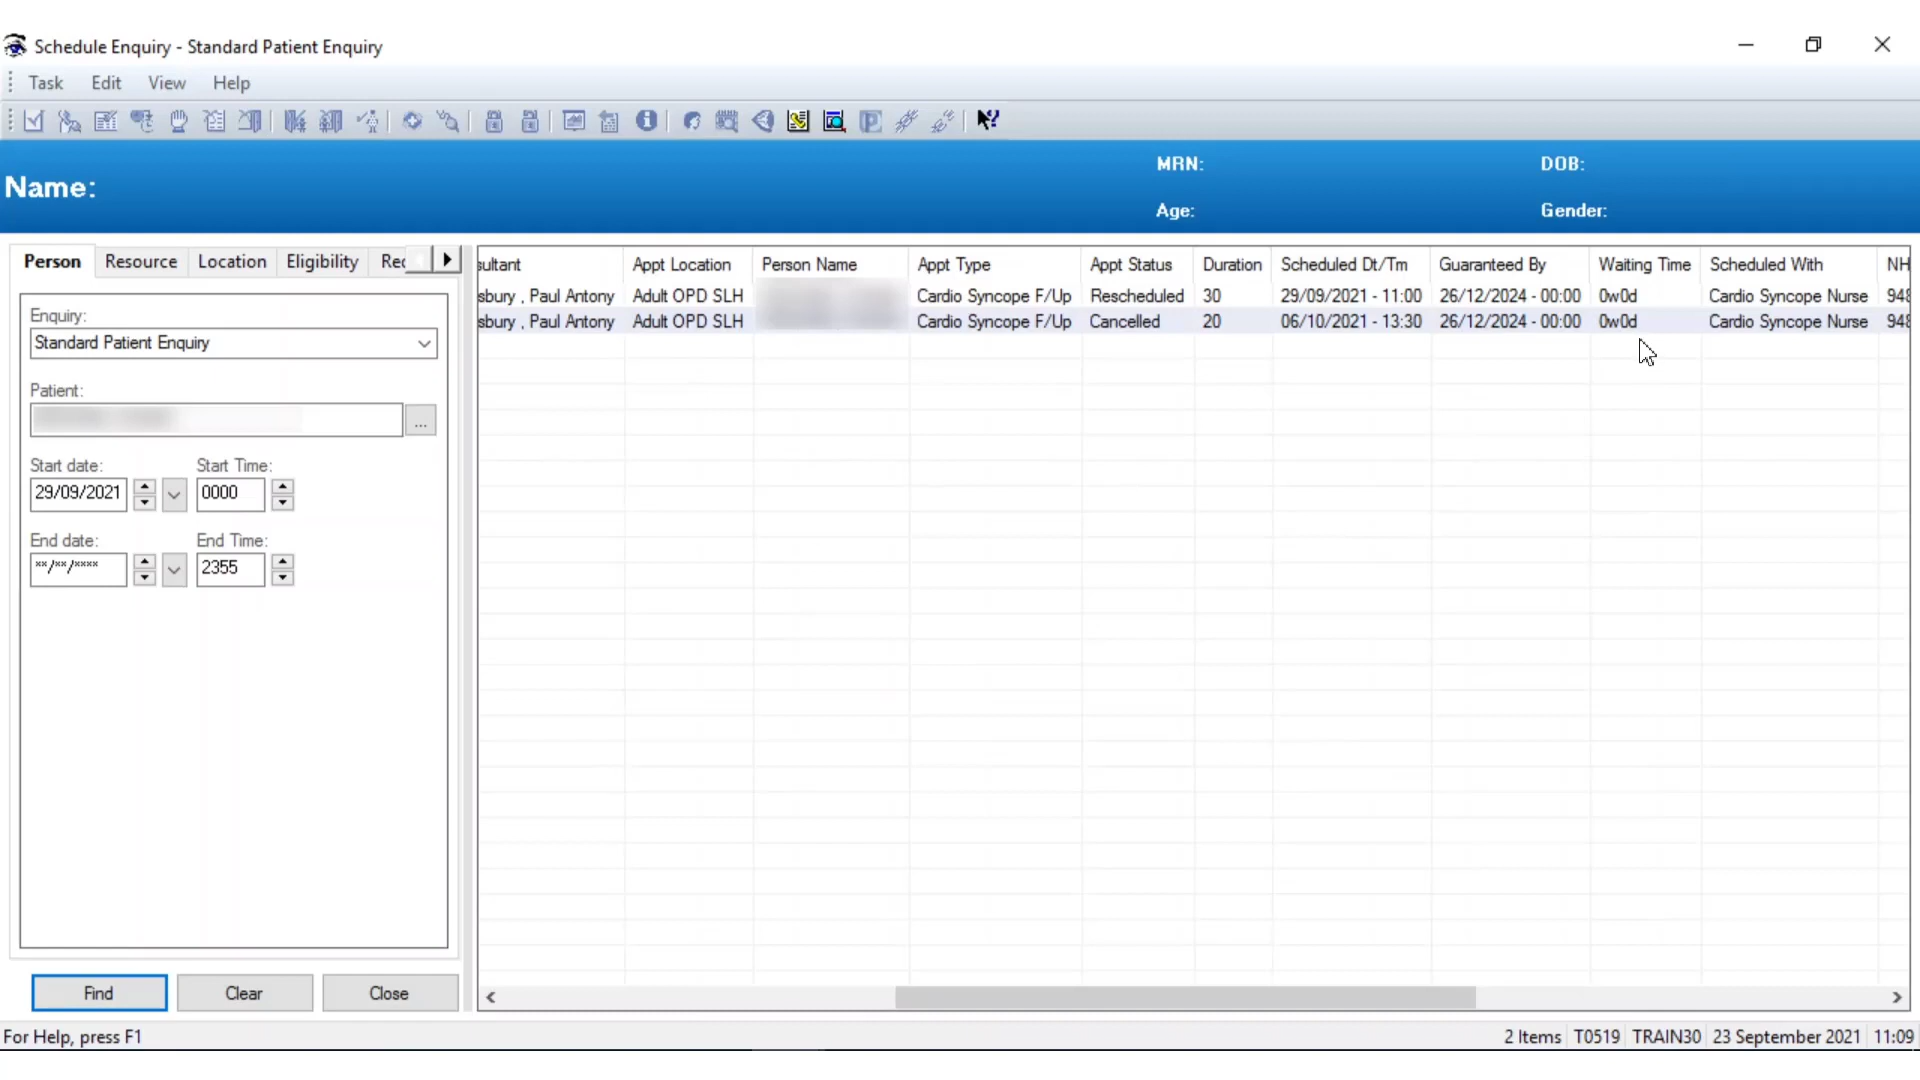 Schedule Enquiry - Standard Patient Enquiry
Task Edit View Help
Name:
MRN:
DOB:
Age:
Gender:
Person Resource Location Eligibility Rec
Enquiry:
Standard Patient Enquiry
Patient:
...
Start date: Start Time:
29/09/2021 0000
End date: End Time:
**/**/**** 2355
Find Clear Close
sultant Appt Location Person Name Appt Type Appt Status Duration Scheduled Dt/Tm Guaranteed By Waiting Time Scheduled With NH
sbury , Paul Antony Adult OPD SLH Cardio Syncope F/Up Rescheduled 30 29/09/2021 - 11:00 26/12/2024 - 00:00 0w0d Cardio Syncope Nurse 948
sbury , Paul Antony Adult OPD SLH Cardio Syncope F/Up Cancelled 20 06/10/2021 - 13:30 26/12/2024 - 00:00 0w0d Cardio Syncope Nurse 948
For Help, press F1
2 Items T0519 TRAIN30 23 September 2021 11:09